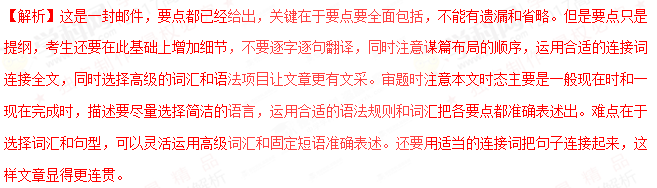 【解析】这是一封邮件，要点都已经给出，关键在于要点要全面包括，不能有遗漏和省略。但是要点只是
提纲，考生还要在此基础上增加细节，不要逐字逐句翻译，同时注意谋篇布局的顺序，运用合适的连接词
连接全文，同时选择高级的词汇和语法项目让文章更有文采。审题时注意本文时态主要是一般现在时和一
现在完成时，描述要尽量选择简洁的语言，运用合适的语法规则和词汇把各要点都准确表述出。难点在于
选择词汇和句型，可以灵活运用高级词汇和固定短语准确表述。还要用适当的连接词把句子连接起来，这
样文章显得更连贯。